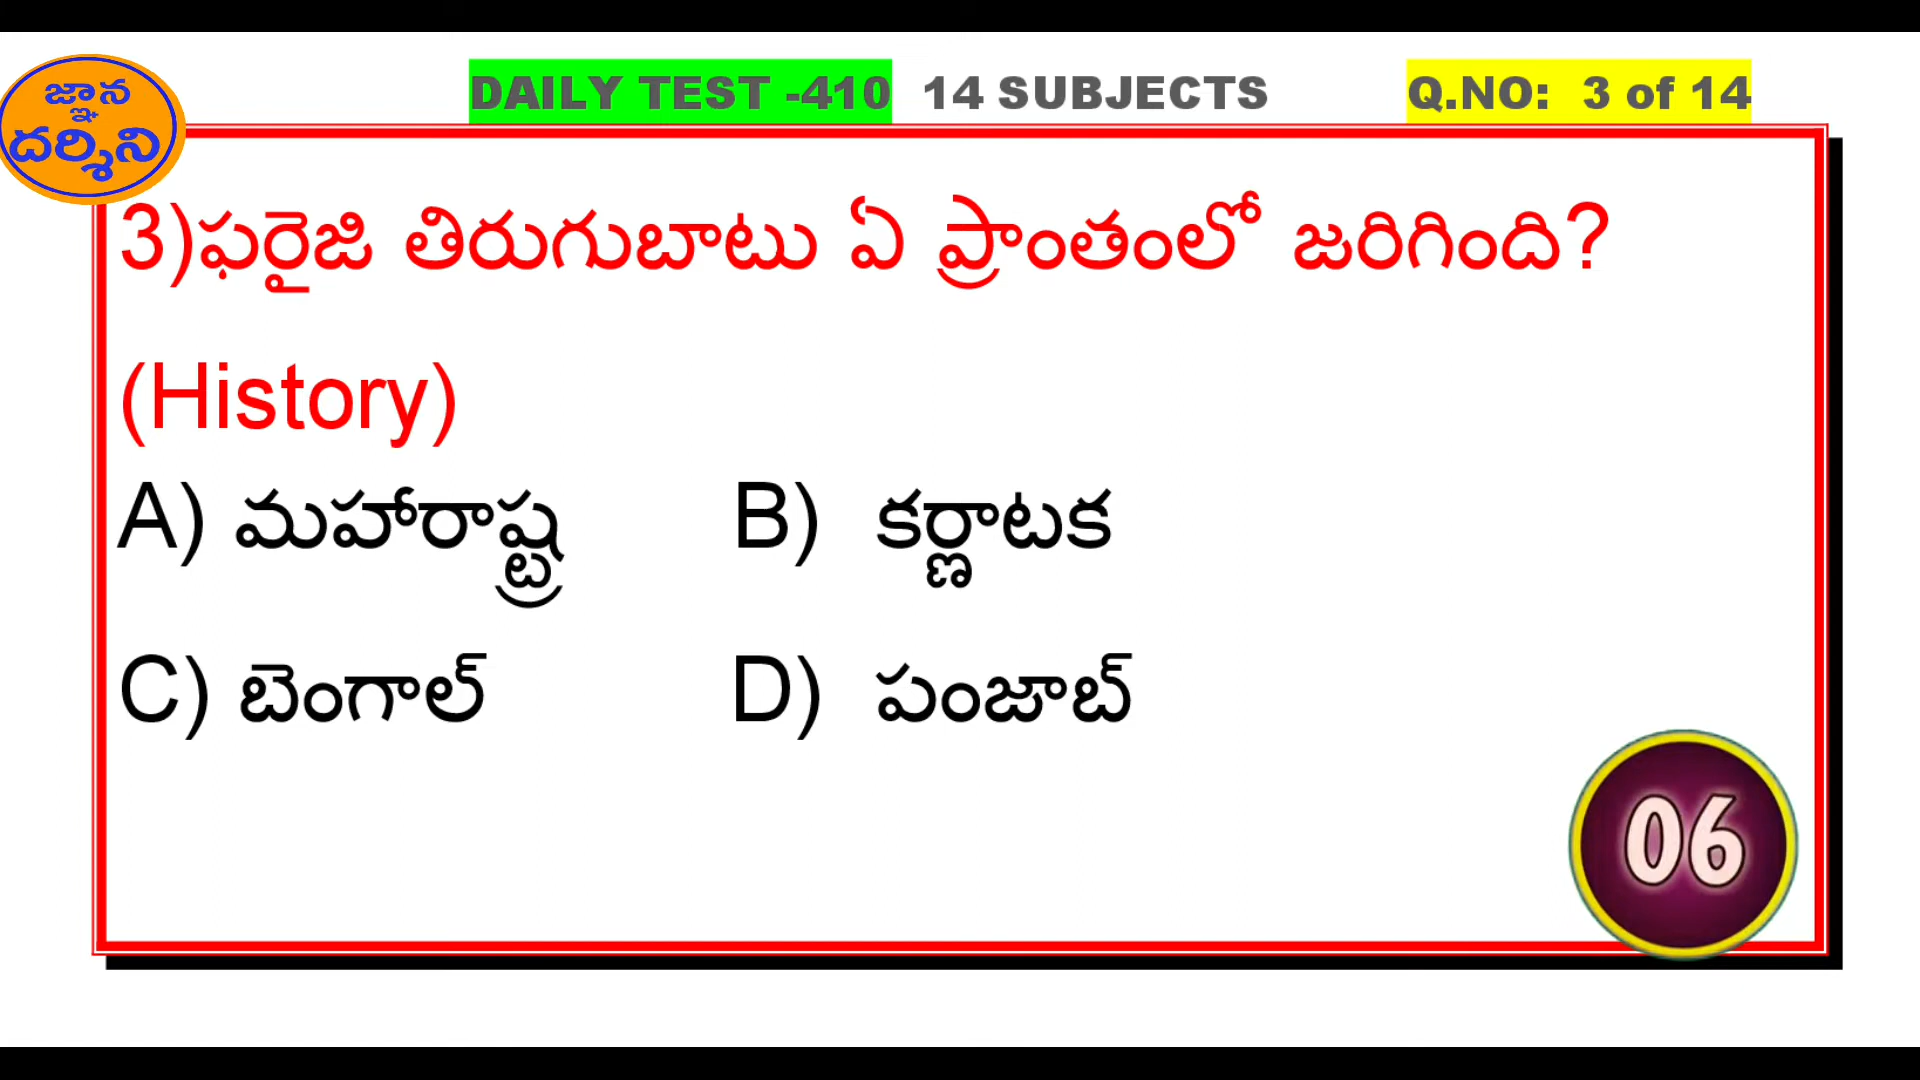 జ్ఞాన
దర్శిని
DAILY TEST -410 14 SUBJECTS Q.NO: 3 of 14
3)ఫరైజి తిరుగుబాటు ఏ ప్రాంతంలో జరిగింది?
(History)
A) మహారాష్ట్ర B) కర్ణాటక
C) బెంగాల్ D) పంజాబ్
06